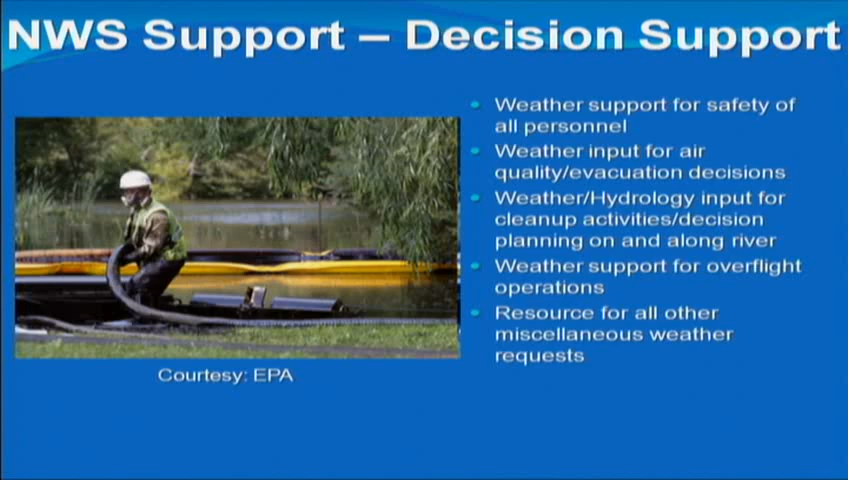 NWS Support – Decision Support
Weather support for safety of
all personnel
Weather input for air
quality/evacuation decisions
Weather/Hydrology input for
cleanup activities/decision
planning on and along river
Weather support for overflight
operations
Resource for all other
miscellaneous weather
requests
Courtesy: EPA